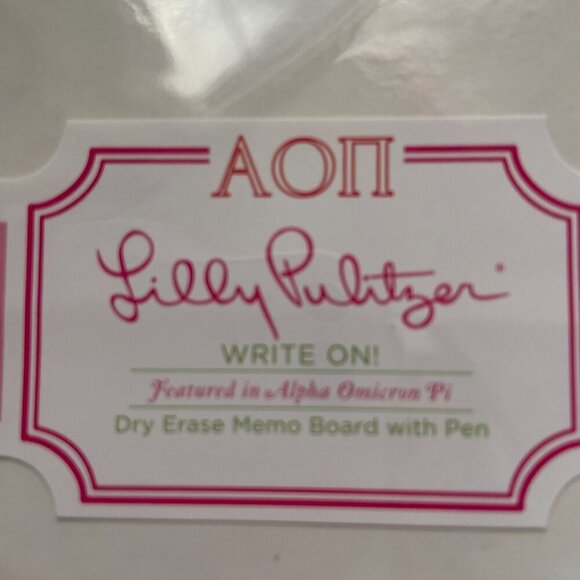 ΑΟΠ
Lilly Pulitzer®
WRITE ON!
Featured in Alpha Omicron Pi
Dry Erase Memo Board with Pen